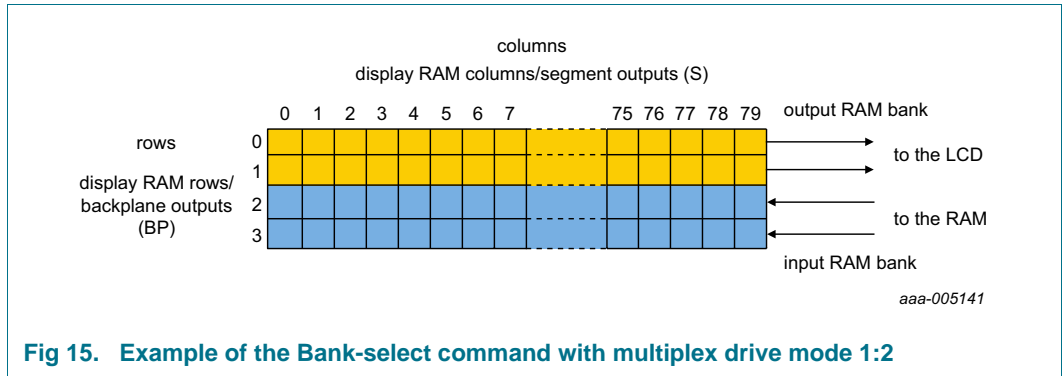 columns
display RAM columns/segment outputs (S)
0 1 2 3 4 5 6 7 75 76 77 78 79 output RAM bank
rows
0
to the LCD
1
display RAM rows/
backplane outputs
(BP)
2
to the RAM
3
input RAM bank
aaa-005141
Fig 15. Example of the Bank-select command with multiplex drive mode 1:2